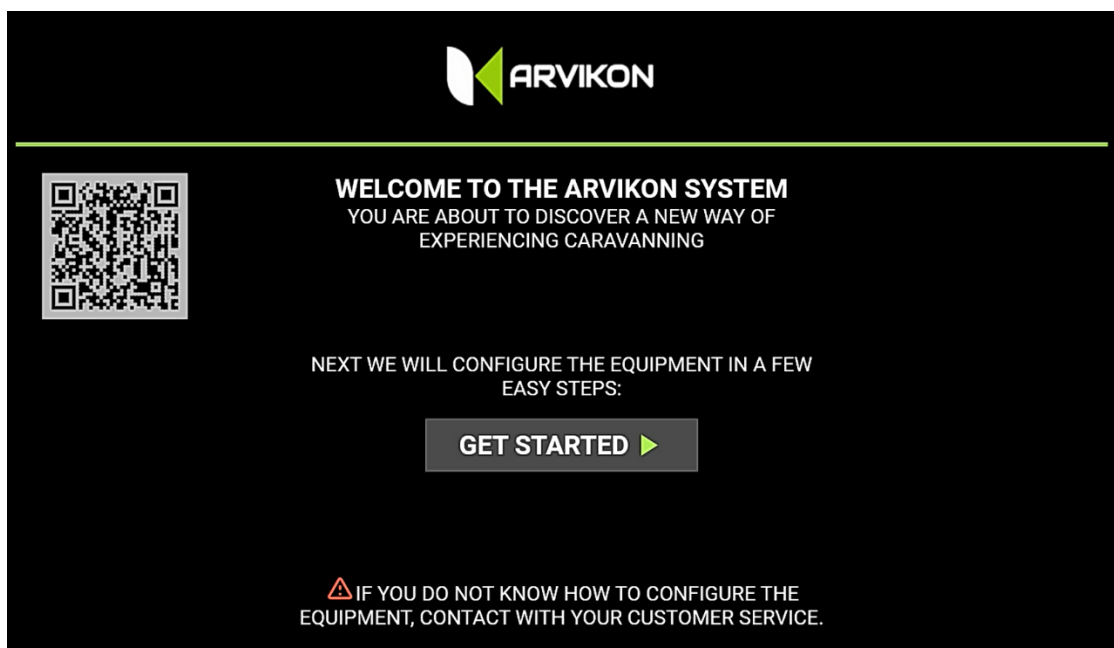 ARVIKON
WELCOME TO THE ARVIKON SYSTEM
YOU ARE ABOUT TO DISCOVER A NEW WAY OF
EXPERIENCING CARAVANNING
NEXT WE WILL CONFIGURE THE EQUIPMENT IN A FEW
EASY STEPS:
GET STARTED
IF YOU DO NOT KNOW HOW TO CONFIGURE THE
EQUIPMENT, CONTACT WITH YOUR CUSTOMER SERVICE.